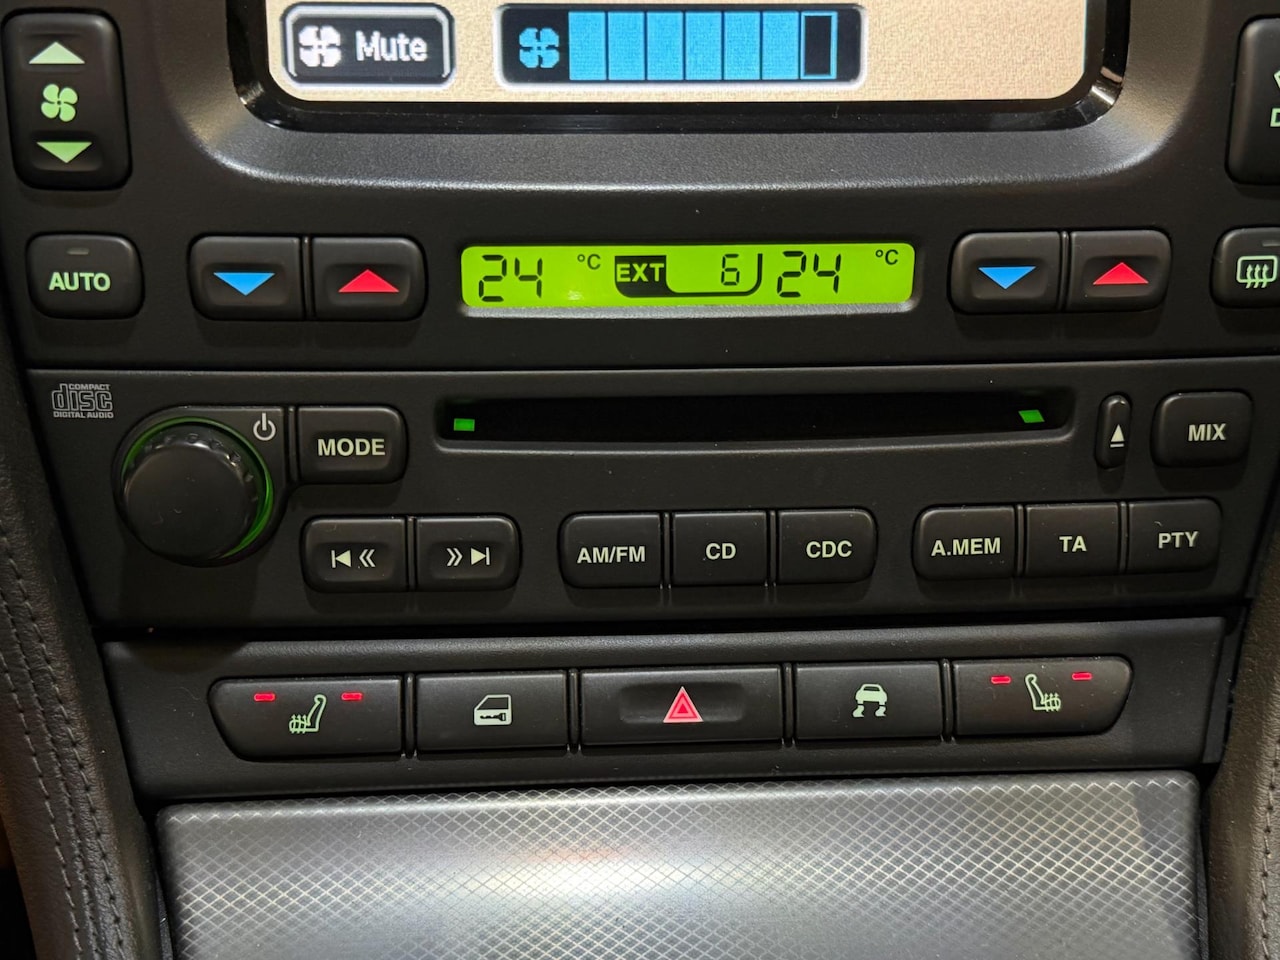 Mute
AUTO
24 °C EXT 6 24 °C
COMPACT
disc
DIGITAL AUDIO
MODE
MIX
AM/FM CD CDC A.MEM TA PTY